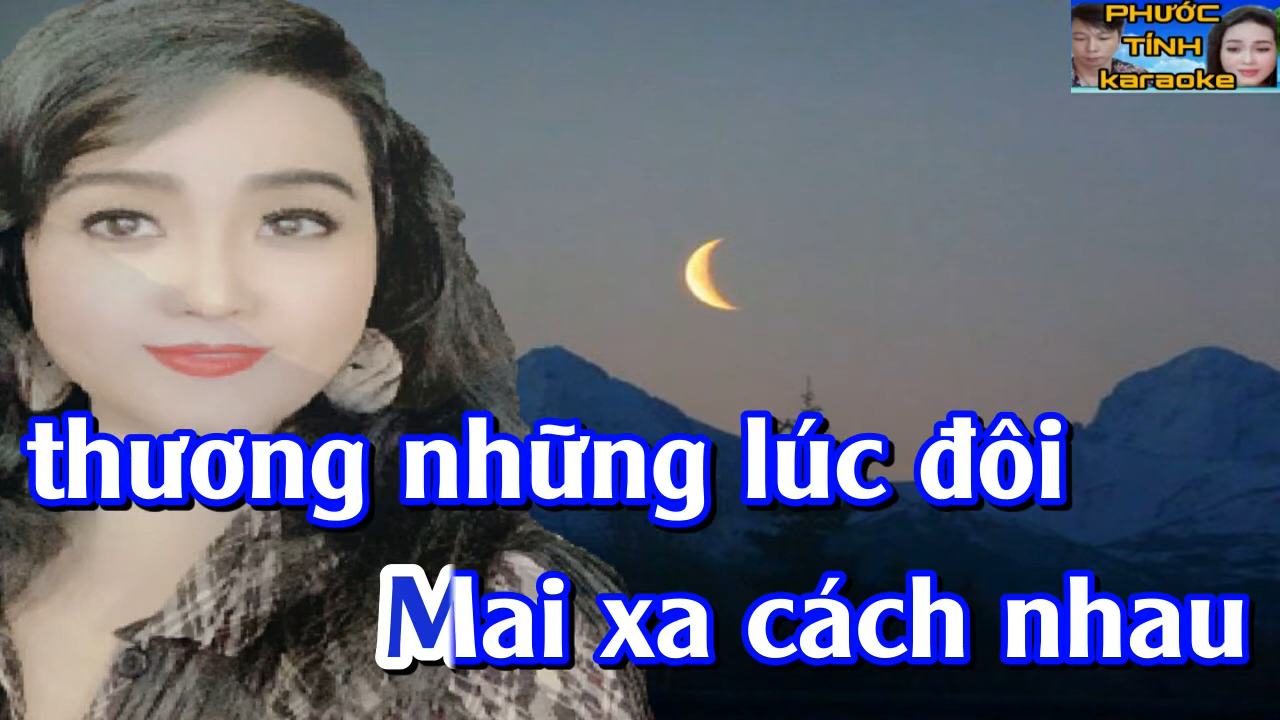 PHƯỚC
TÍNH
karaoke
thương những lúc đôi
Mai xa cách nhau